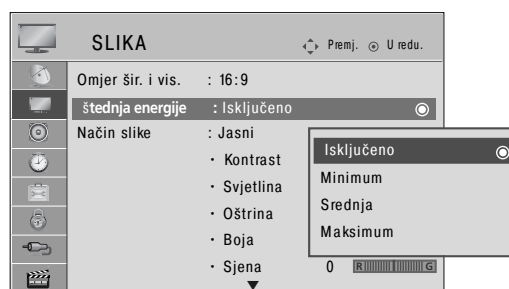 SLIKA
Premj. U redu.
Omjer šir. i vis. : 16:9
štednja energije : Isključeno
Način slike : Jasni
• Kontrast
• Svjetlina
• Oštrina
• Boja
• Sjena 0 R G
Isključeno
Minimum
Srednja
Maksimum